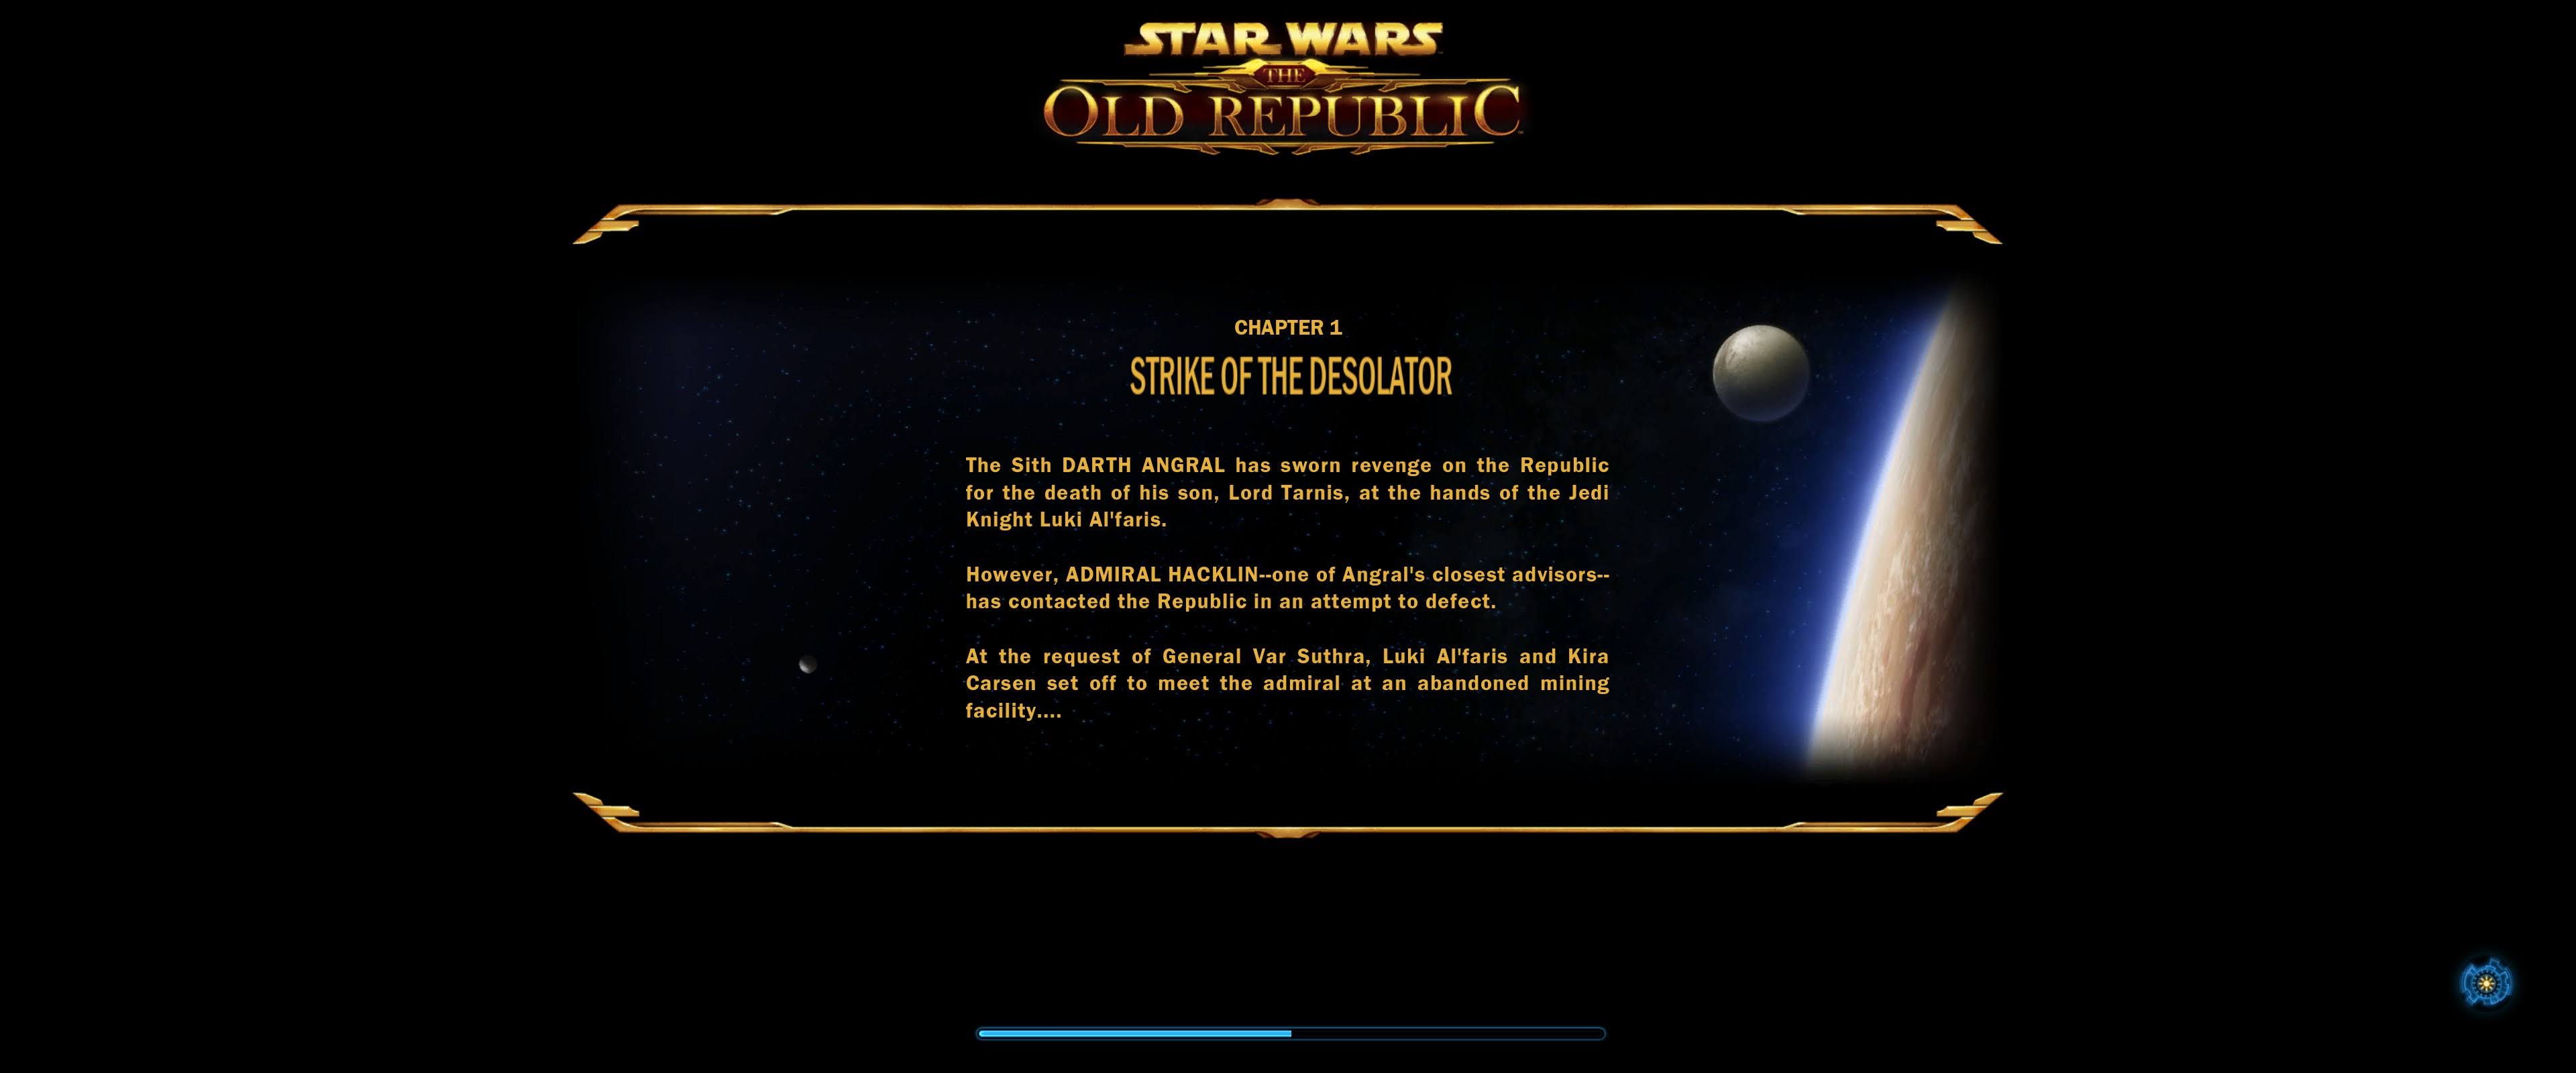 STAR WARS
THE
OLD REPUBLIC™
CHAPTER 1
STRIKE OF THE DESOLATOR
The Sith DARTH ANGRAL has sworn revenge on the Republic
for the death of his son, Lord Tarnis, at the hands of the Jedi
Knight Luki Al'faris.
However, ADMIRAL HACKLIN--one of Angral's closest advisors--
has contacted the Republic in an attempt to defect.
At the request of General Var Suthra, Luki Al'faris and Kira
Carsen set off to meet the admiral at an abandoned mining
facility....